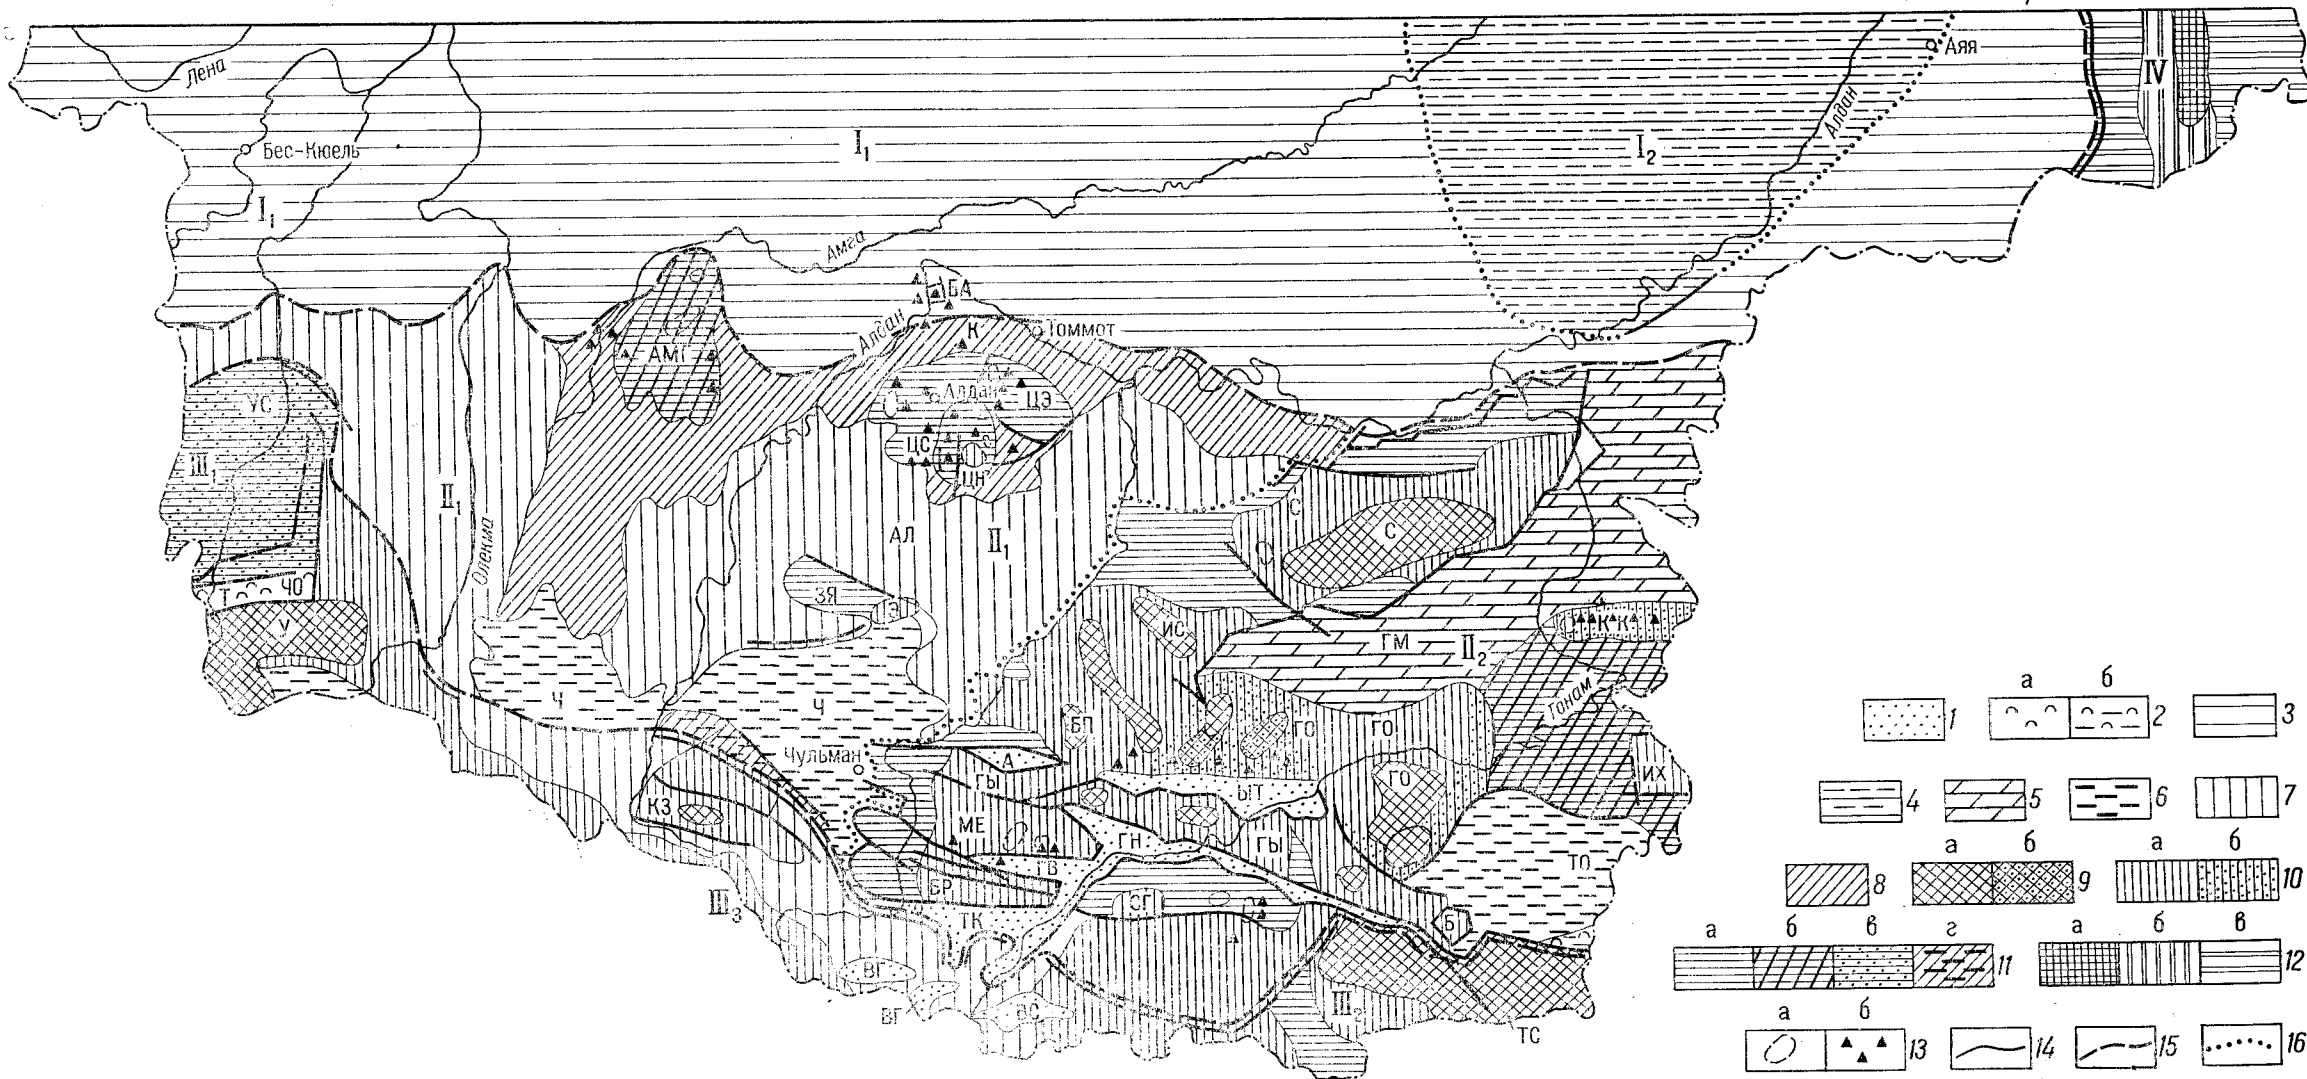 Лена
Аяя
IV
Бес-Кюель
I₁
I₂
Алдан
I₁
Амга
БА
Алдан
К
Томмот
АМГ
УС
Алдан
ЦЭ
ЦС
ЦН
III₁
II₁
С
С
АЛ
II₁
Олекма
Т
ЧО
ЗЯ
Э
У
ИС
К
К
ГМ
II₂
Ч
Ч
Гонам
БП
ГО
ГО
Чульман
А
ГЫ
ГО
ИХ
ЫТ
КЗ
МЕ
ГН
ГЫ
ТО
БР
СГ
III₃
ТК
Б
ВГ
ВГ
ВС
III₂
ТС
а б
1 2 3
4 5 6 7
а б а б
8 9 10
а б в г а б в
11 12
а б
13 14 15 16